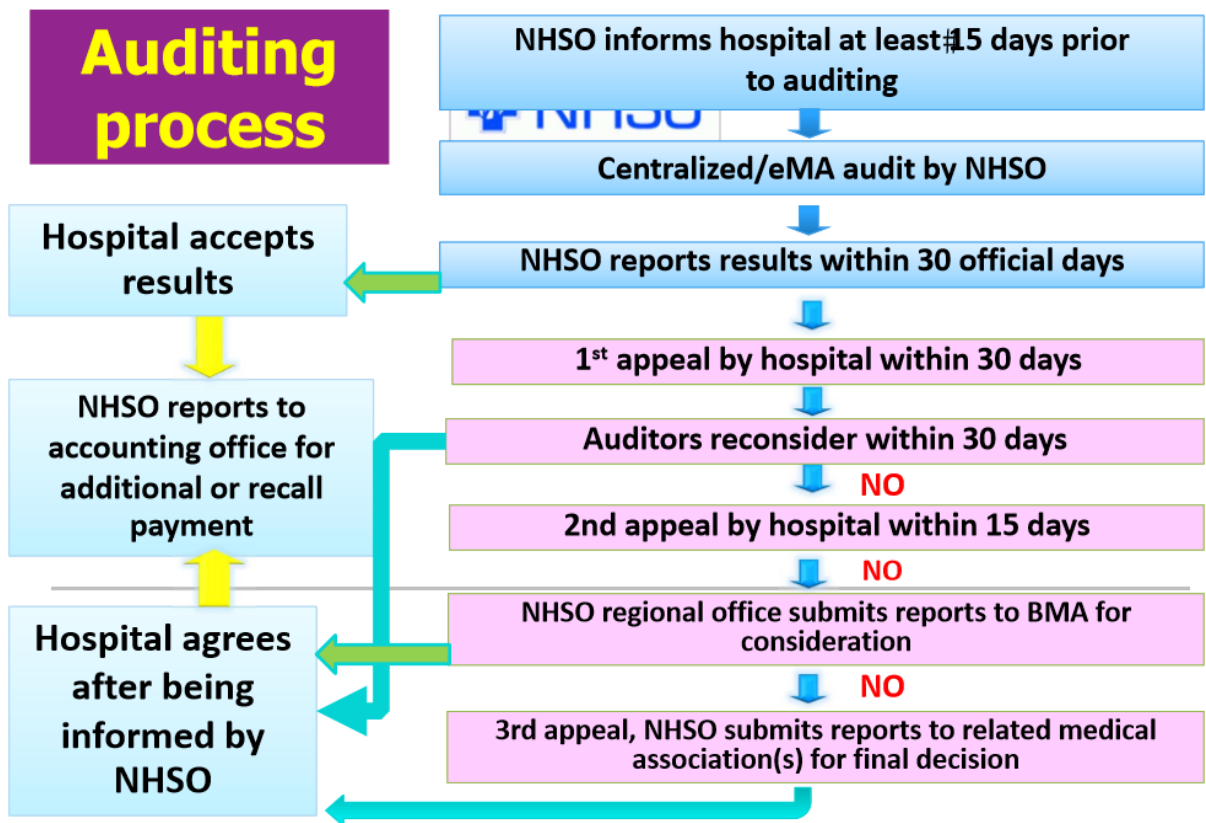 Auditing
process
NHSO informs hospital at least 15 days prior
to auditing
NHSO
Centralized/eMA audit by NHSO
NHSO reports results within 30 official days
Hospital accepts
results
1st appeal by hospital within 30 days
NHSO reports to
accounting office for
additional or recall
payment
Auditors reconsider within 30 days
NO
2nd appeal by hospital within 15 days
NO
NHSO regional office submits reports to BMA for
consideration
NO
Hospital agrees
after being
informed by
NHSO
3rd appeal, NHSO submits reports to related medical
association(s) for final decision